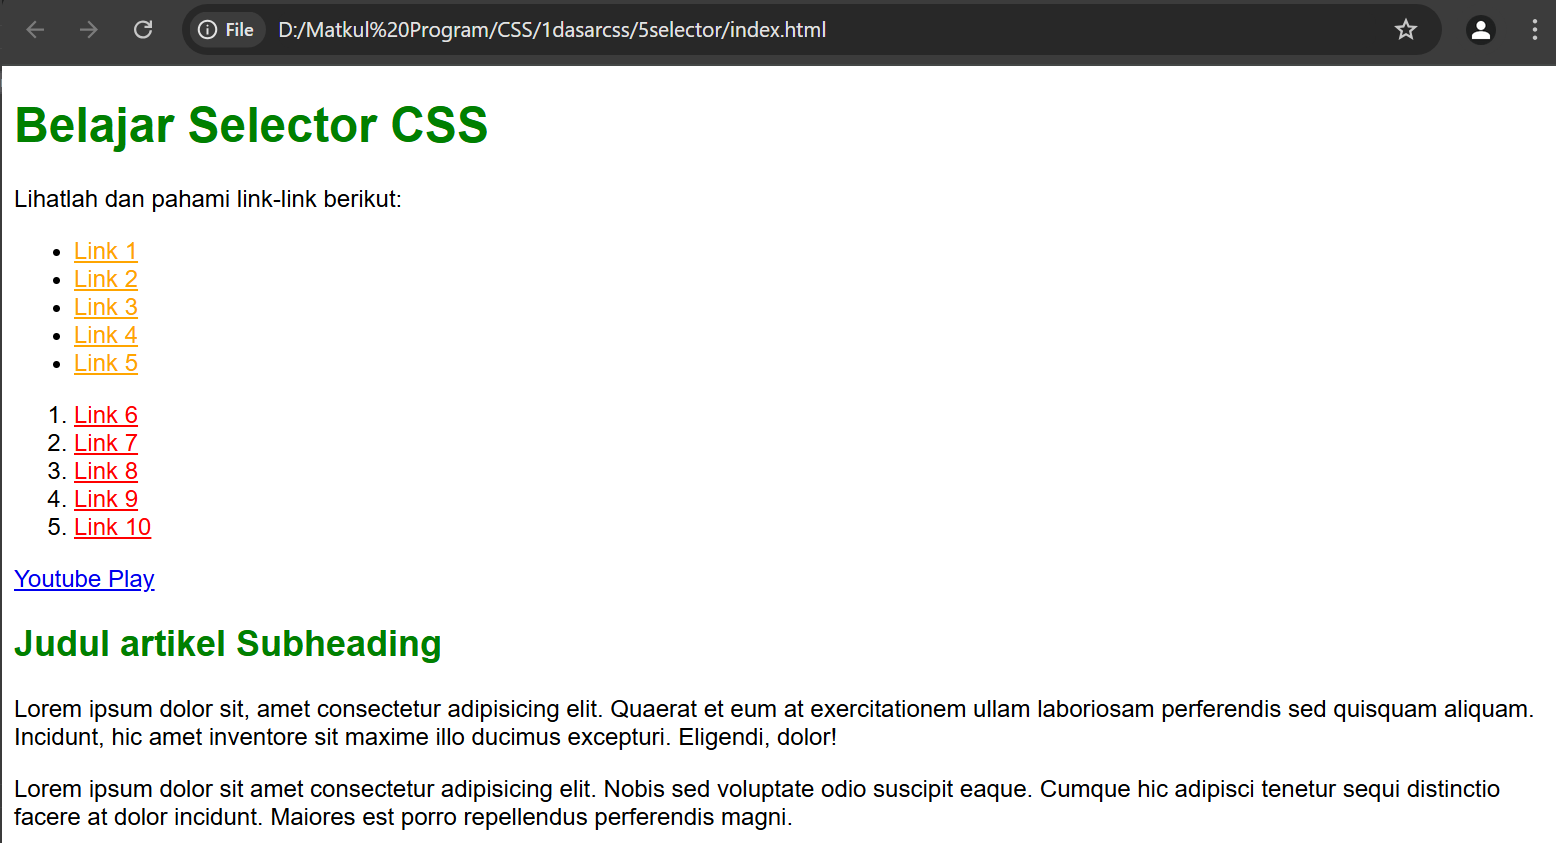 File D:/Matkul%20Program/CSS/1dasarcss/5selector/index.html
Belajar Selector CSS
Lihatlah dan pahami link-link berikut:
• Link 1
• Link 2
• Link 3
• Link 4
• Link 5
1. Link 6
2. Link 7
3. Link 8
4. Link 9
5. Link 10
Youtube Play
Judul artikel Subheading
Lorem ipsum dolor sit, amet consectetur adipisicing elit. Quaerat et eum at exercitationem ullam laboriosam perferendis sed quisquam aliquam.
Incidunt, hic amet inventore sit maxime illo ducimus excepturi. Eligendi, dolor!
Lorem ipsum dolor sit amet consectetur adipisicing elit. Nobis sed voluptate odio suscipit eaque. Cumque hic adipisci tenetur sequi distinctio
facere at dolor incidunt. Maiores est porro repellendus perferendis magni.